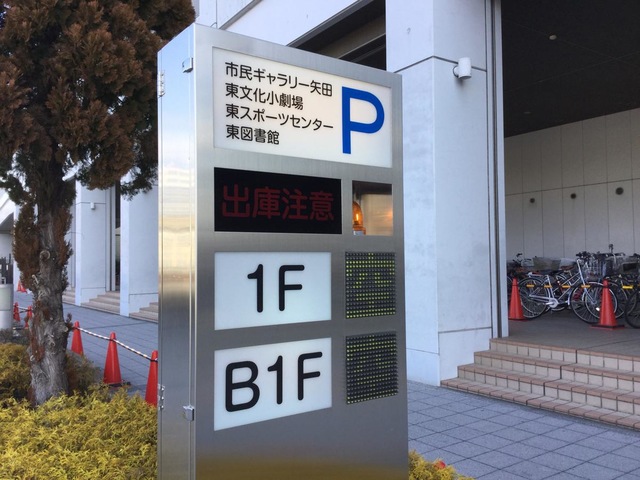 市民ギャラリー矢田
東文化小劇場
東スポーツセンター
東図書館
P
出庫注意
1F
B1F